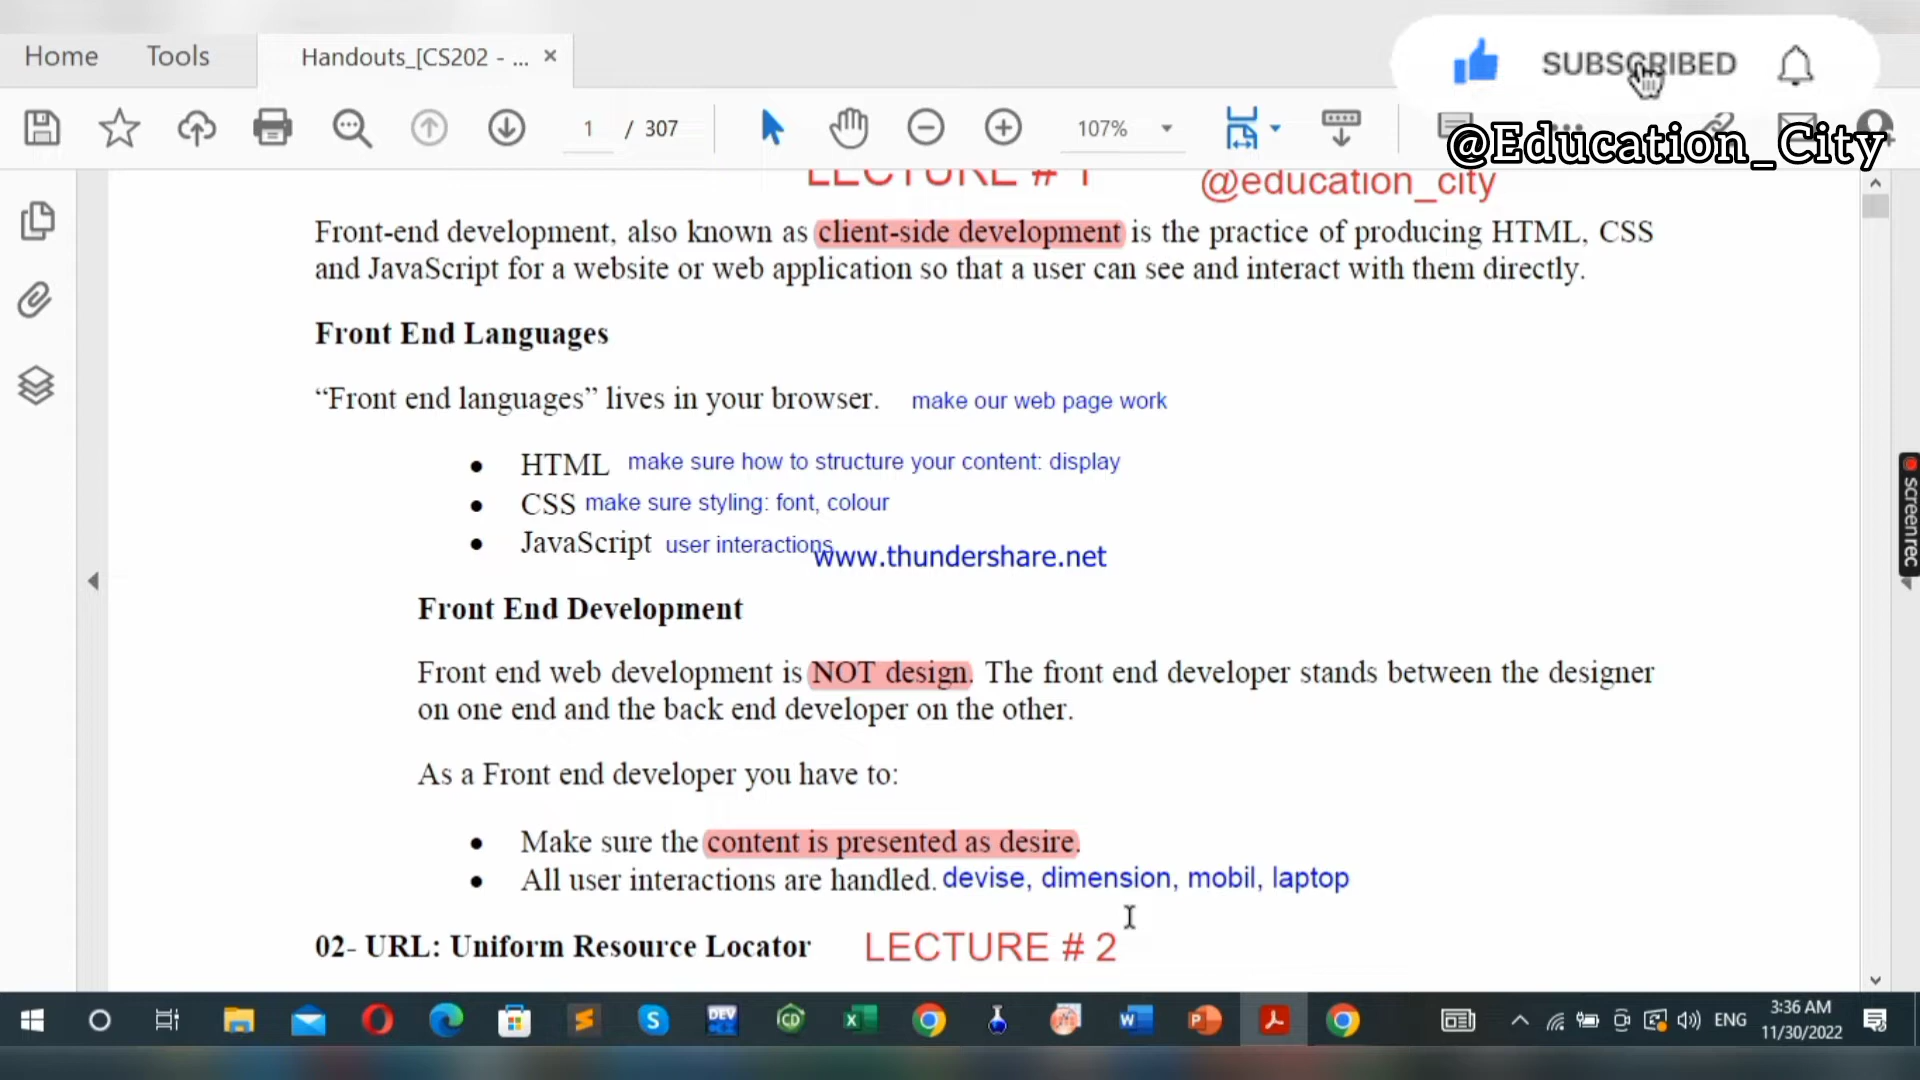 Home Tools Handouts_[CS202 - ... ×
SUBSCRIBED
1 / 307 107%
@Education_City
LECTURE # 1 @education_city
Front-end development, also known as client-side development is the practice of producing HTML, CSS
and JavaScript for a website or web application so that a user can see and interact with them directly.
Front End Languages
“Front end languages” lives in your browser. make our web page work
• HTML make sure how to structure your content: display
• CSS make sure styling: font, colour
• JavaScript user interactions
www.thundershare.net
Front End Development
Front end web development is NOT design. The front end developer stands between the designer
on one end and the back end developer on the other.
As a Front end developer you have to:
• Make sure the content is presented as desire.
• All user interactions are handled. devise, dimension, mobil, laptop
02- URL: Uniform Resource Locator LECTURE # 2
screenrec
DEV
CD
ENG
3:36 AM
11/30/2022